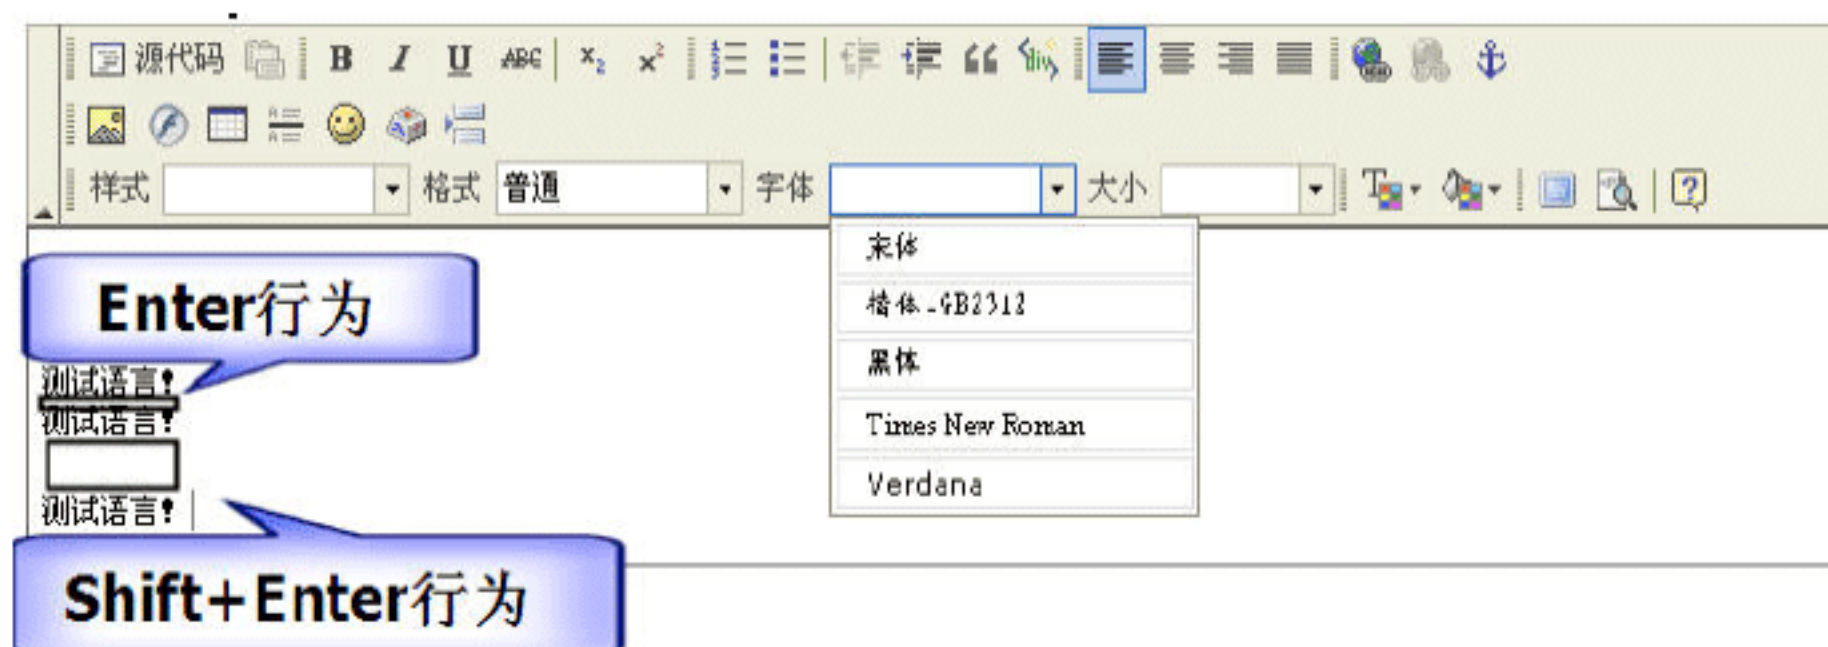 源代码 B I U ABC x₂ x²
样式 格式 普通 字体 大小
宋体
楷体_GB2312
黑体
Times New Roman
Verdana
Enter行为
测试语言!
测试语言!
测试语言!
Shift+Enter行为